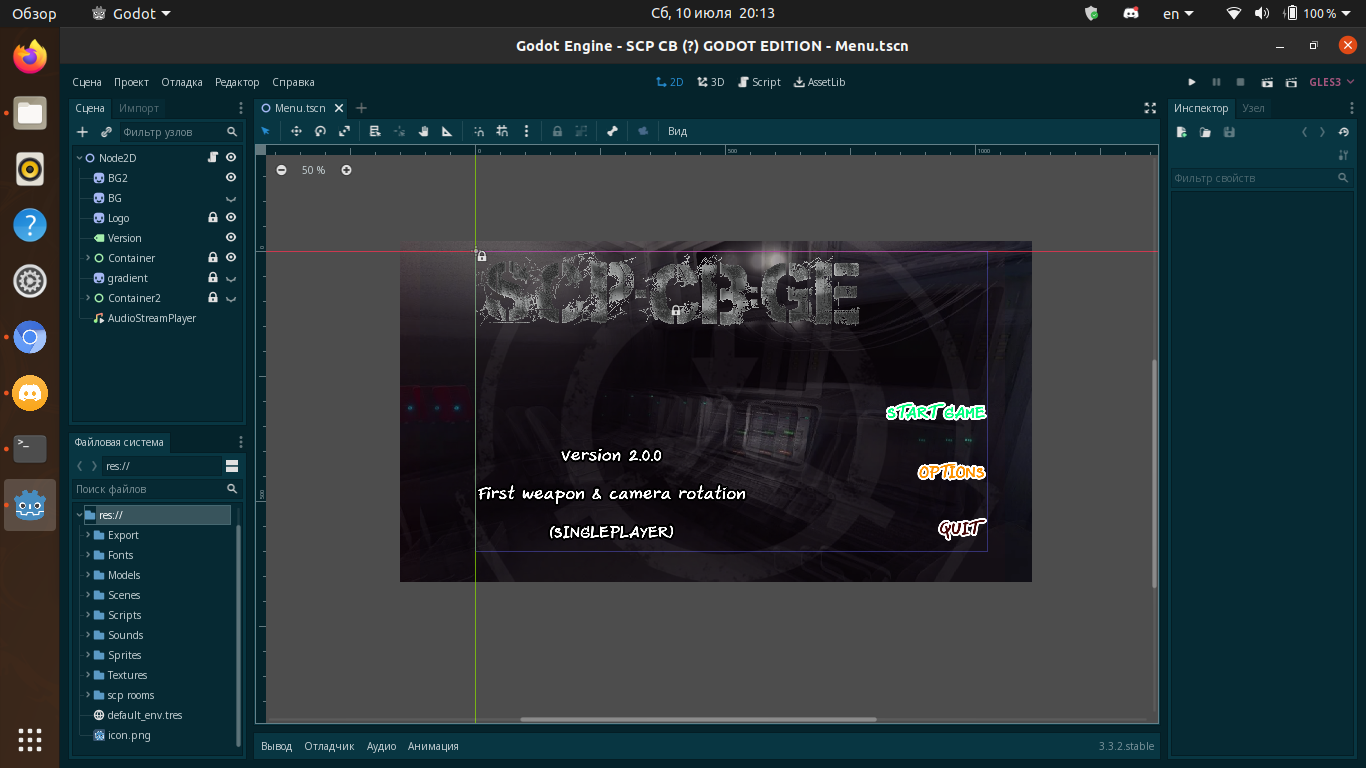 Обзор
Godot
Сб, 10 июля 20:13
en
100 %
Godot Engine - SCP CB (?) GODOT EDITION - Menu.tscn
Сцена Проект Отладка Редактор Справка
2D 3D Script AssetLib
GLES3
Сцена Импорт
Фильтр узлов
Node2D
BG2
BG
Logo
Version
Container
gradient
Container2
AudioStreamPlayer
Файловая система
res://
Поиск файлов
res://
Export
Fonts
Models
Scenes
Scripts
Sounds
Sprites
Textures
scp rooms
default_env.tres
icon.png
Menu.tscn
Вид
0 500 1000
0
500
50 %
SCP-CB-GE
START GAME
OPTIONS
QUIT
Version 2.0.0
First weapon & camera rotation
(SINGLEPLAYER)
Вывод Отладчик Аудио Анимация
3.3.2.stable
Инспектор Узел
Фильтр свойств